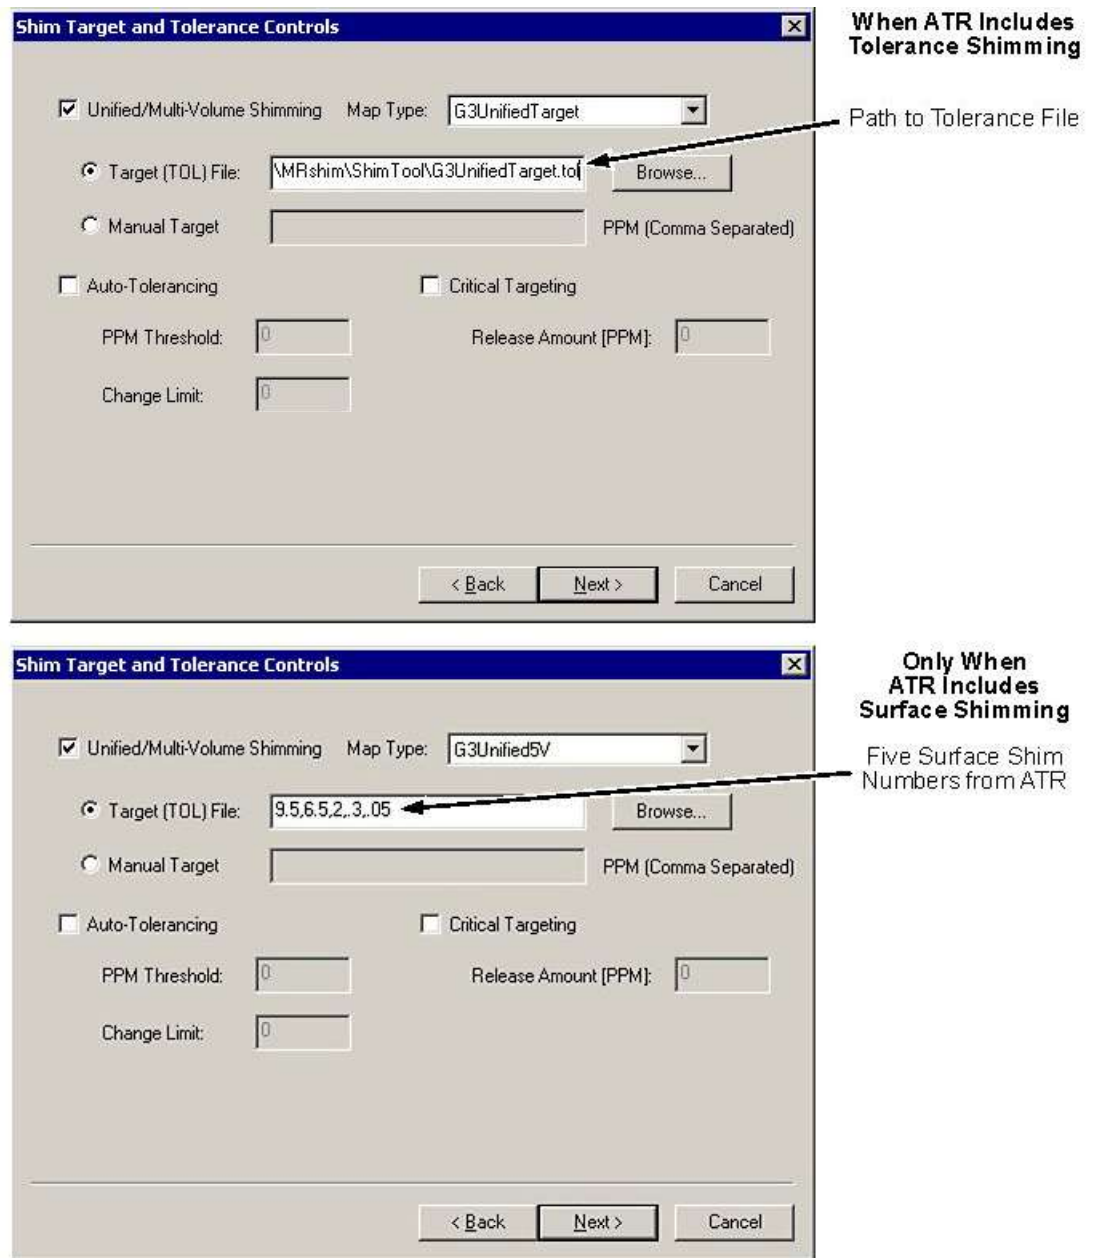 Shim Target and Tolerance Controls
When ATR Includes
Tolerance Shimming
Unified/Multi-Volume Shimming Map Type: G3UnifiedTarget
Path to Tolerance File
Target (TOL) File: \MRshim\ShimTool\G3UnifiedTarget.tol Browse...
Manual Target PPM (Comma Separated)
Auto-Tolerancing Critical Targeting
PPM Threshold: 0 Release Amount [PPM]: 0
Change Limit: 0
< Back Next > Cancel
Shim Target and Tolerance Controls
Only When
ATR Includes
Surface Shimming
Unified/Multi-Volume Shimming Map Type: G3Unified5V
Five Surface Shim
Numbers from ATR
Target (TOL) File: 9.5,6.5,2,.3,.05 Browse...
Manual Target PPM (Comma Separated)
Auto-Tolerancing Critical Targeting
PPM Threshold: 0 Release Amount [PPM]: 0
Change Limit: 0
< Back Next > Cancel